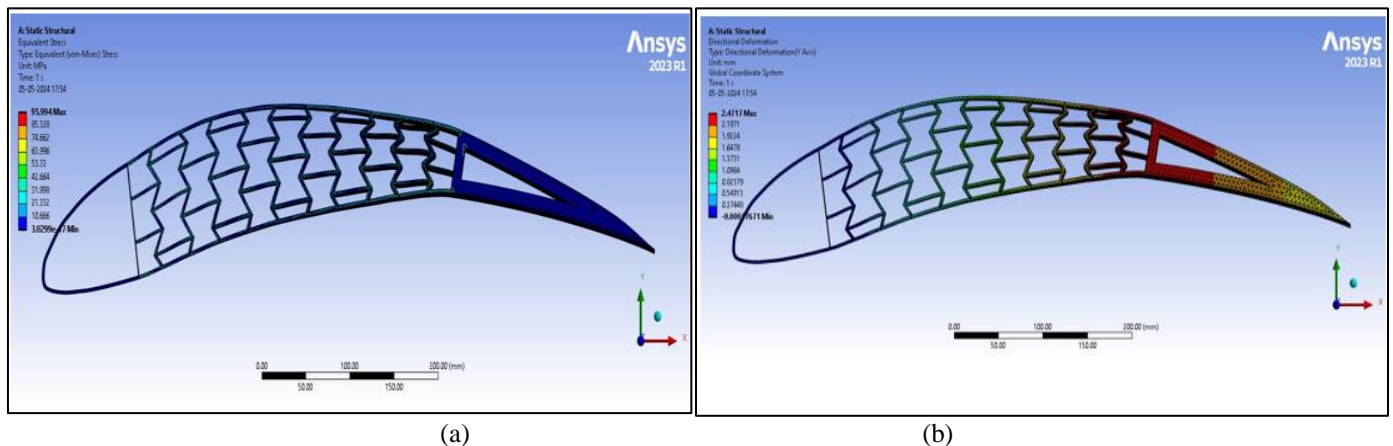 A: Static Structural
Equivalent Stress
Type: Equivalent (von-Mises) Stress
Unit: MPa
Time: 1 s
05-05-2024 17:54
95.994 Max
85.328
74.662
63.996
53.33
42.664
31.998
21.332
10.666
Min
Ansys
2023 R1
Y
X
0.00
100.00
200.00 (mm)
50.00
150.00
(a)
A: Static Structural
Directional Deformation
Type: Directional Deformation(Y Axis)
Unit: mm
Global Coordinate System
Time: 1 s
05-05-2024 17:54
2.4717 Max
2.1971
1.9224
1.6478
1.3731
1.0984
0.82379
0.54913
0.27448
Min
Ansys
2023 R1
Y
X
0.00
100.00
200.00 (mm)
50.00
150.00
(b)